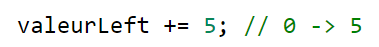 valeurLeft += 5; // 0 -> 5